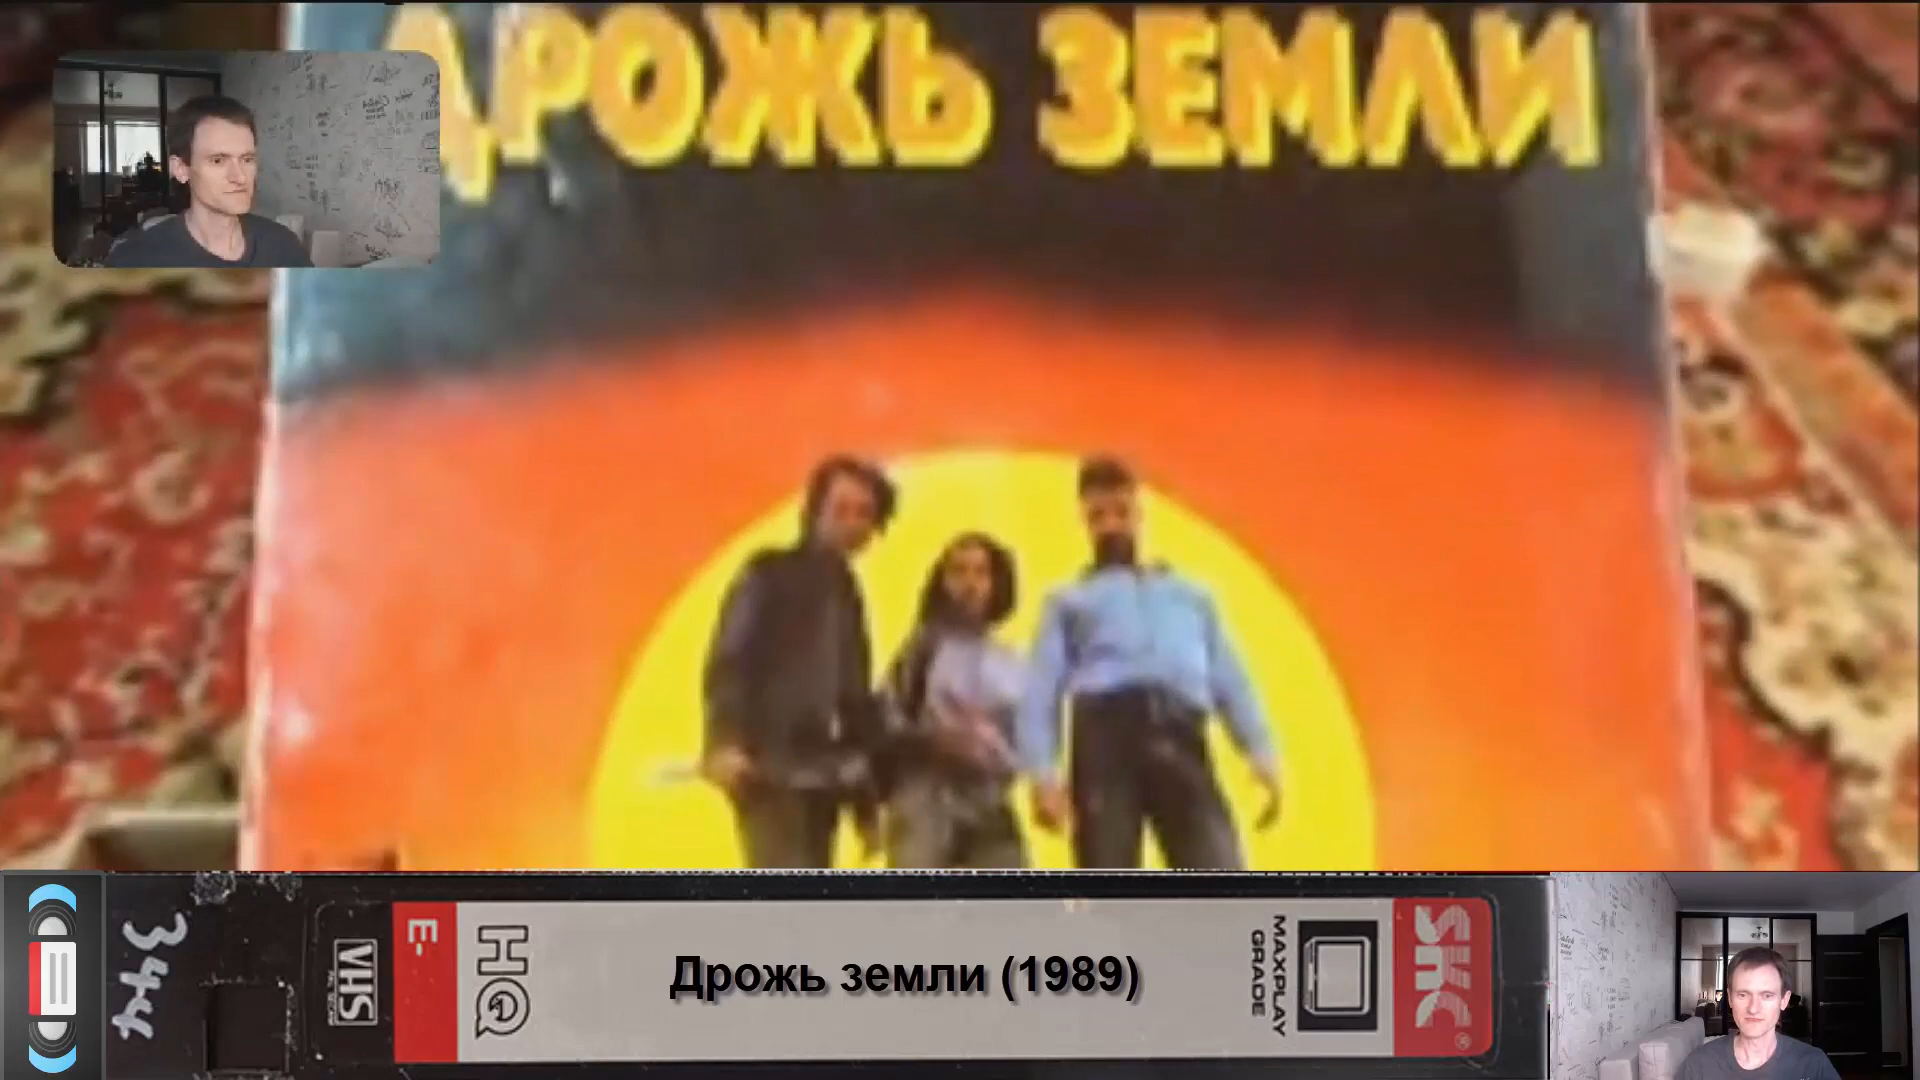 ДРОЖЬ ЗЕМЛИ
344
VHS
E-
HQ
Дрожь земли (1989)
MAXPLAY
GRADE
SKC